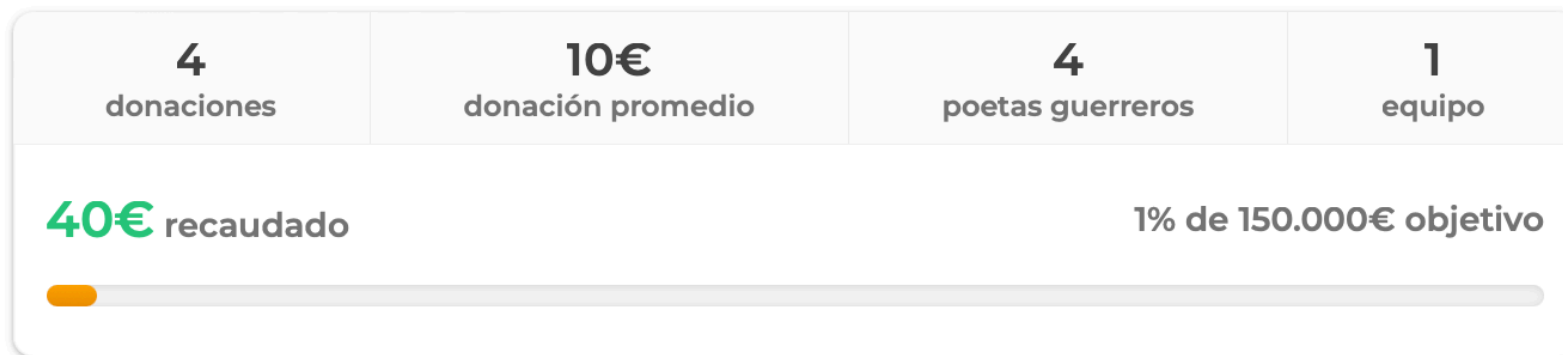 4
donaciones
10€
donación promedio
4
poetas guerreros
1
equipo
40€ recaudado
1% de 150.000€ objetivo